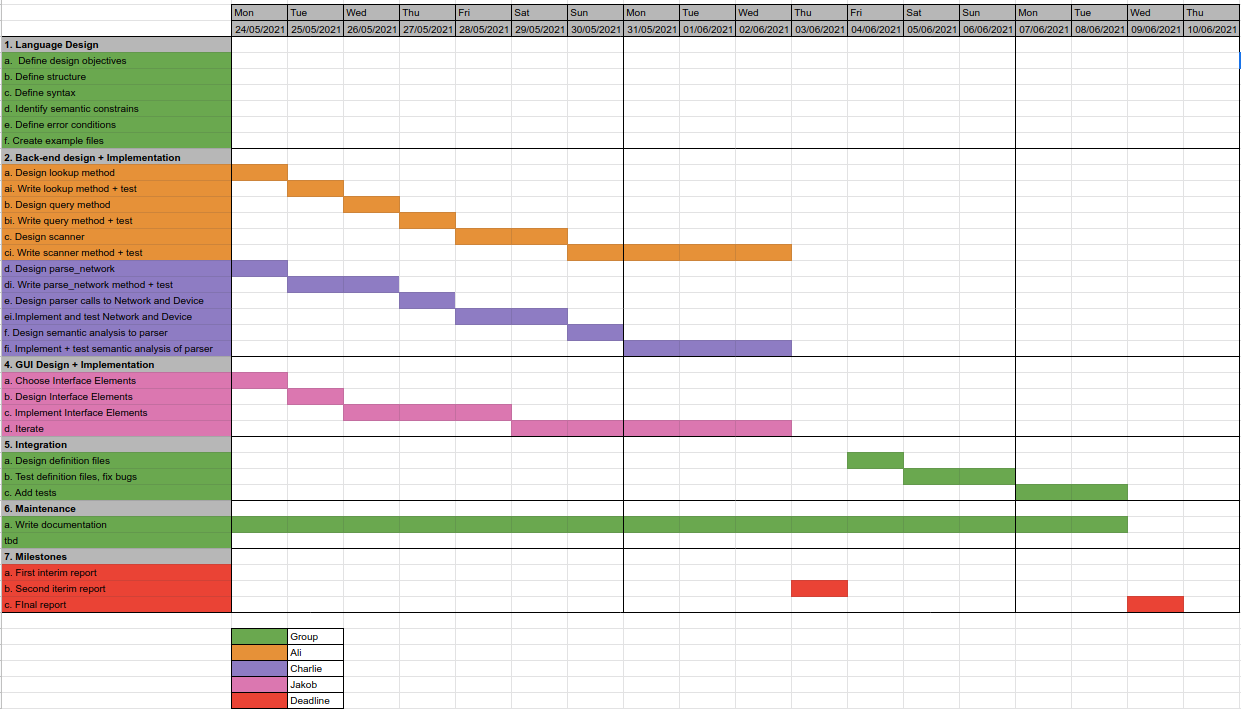 Mon Tue Wed Thu Fri Sat Sun Mon Tue Wed Thu Fri Sat Sun Mon Tue Wed Thu
24/05/2021 25/05/2021 26/05/2021 27/05/2021 28/05/2021 29/05/2021 30/05/2021 31/05/2021 01/06/2021 02/06/2021 03/06/2021 04/06/2021 05/06/2021 06/06/2021 07/06/2021 08/06/2021 09/06/2021 10/06/2021
1. Language Design
a. Define design objectives
b. Define structure
c. Define syntax
d. Identify semantic constrains
e. Define error conditions
f. Create example files
2. Back-end design + Implementation
a. Design lookup method
ai. Write lookup method + test
b. Design query method
bi. Write query method + test
c. Design scanner
ci. Write scanner method + test
d. Design parse_network
di. Write parse_network method + test
e. Design parser calls to Network and Device
ei.Implement and test Network and Device
f. Design semantic analysis to parser
fi. Implement + test semantic analysis of parser
4. GUI Design + Implementation
a. Choose Interface Elements
b. Design Interface Elements
c. Implement Interface Elements
d. Iterate
5. Integration
a. Design definition files
b. Test definition files, fix bugs
c. Add tests
6. Maintenance
a. Write documentation
tbd
7. Milestones
a. First interim report
b. Second iterim report
c. FInal report
Group
Ali
Charlie
Jakob
Deadline